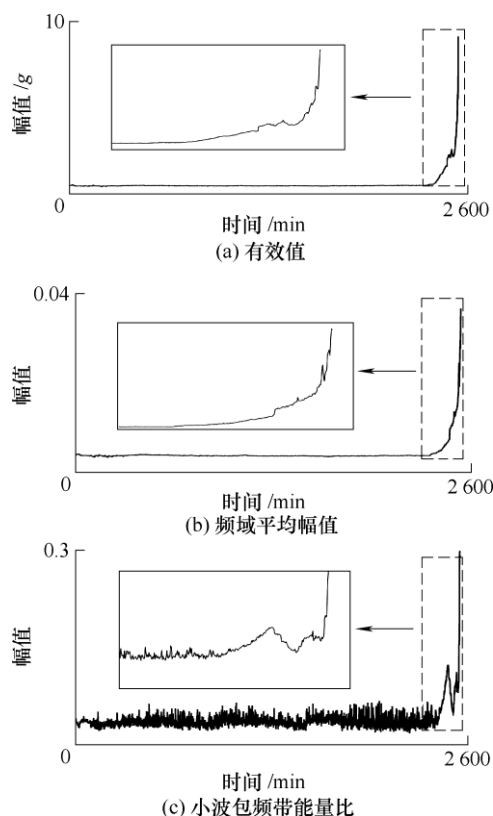 10
幅值 /g
0
2 600
时间 /min
(a) 有效值
0.04
幅值
0
2 600
时间 /min
(b) 频域平均幅值
0.3
幅值
0
2 600
时间 /min
(c) 小波包频带能量比